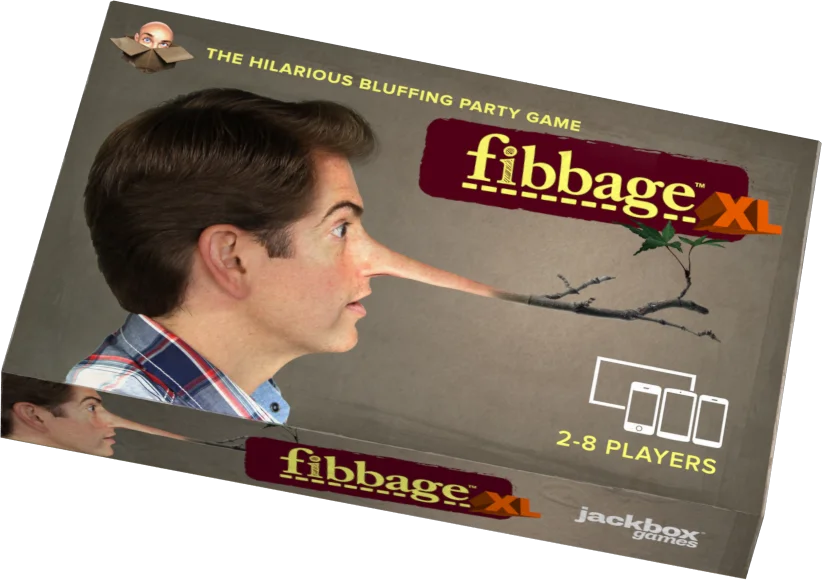 THE HILARIOUS BLUFFING PARTY GAME
fibbage™ XL
2-8 PLAYERS
fibbage™ XL
jackbox
games